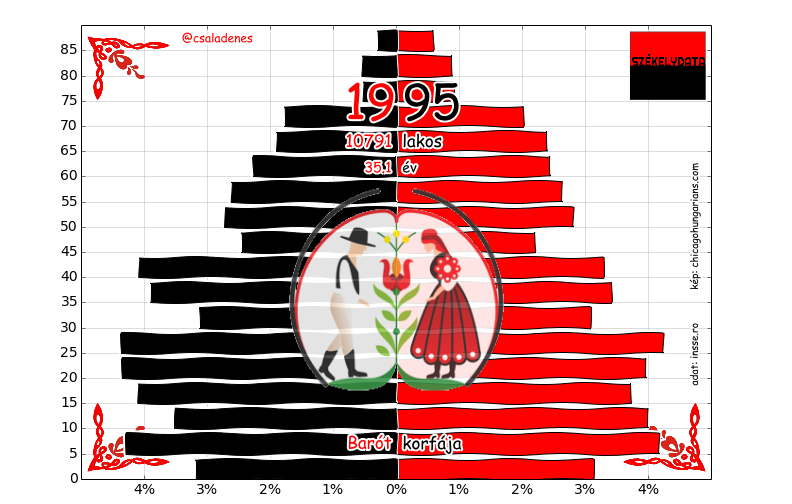 @csaladenes
SZÉKELYDATA
1995
10791 lakos
35.1 év
kép: chicagohungarians.com
adat: insse.ro
Barót korfája
85
80
75
70
65
60
55
50
45
40
35
30
25
20
15
10
5
0
4% 3% 2% 1% 0% 1% 2% 3% 4%